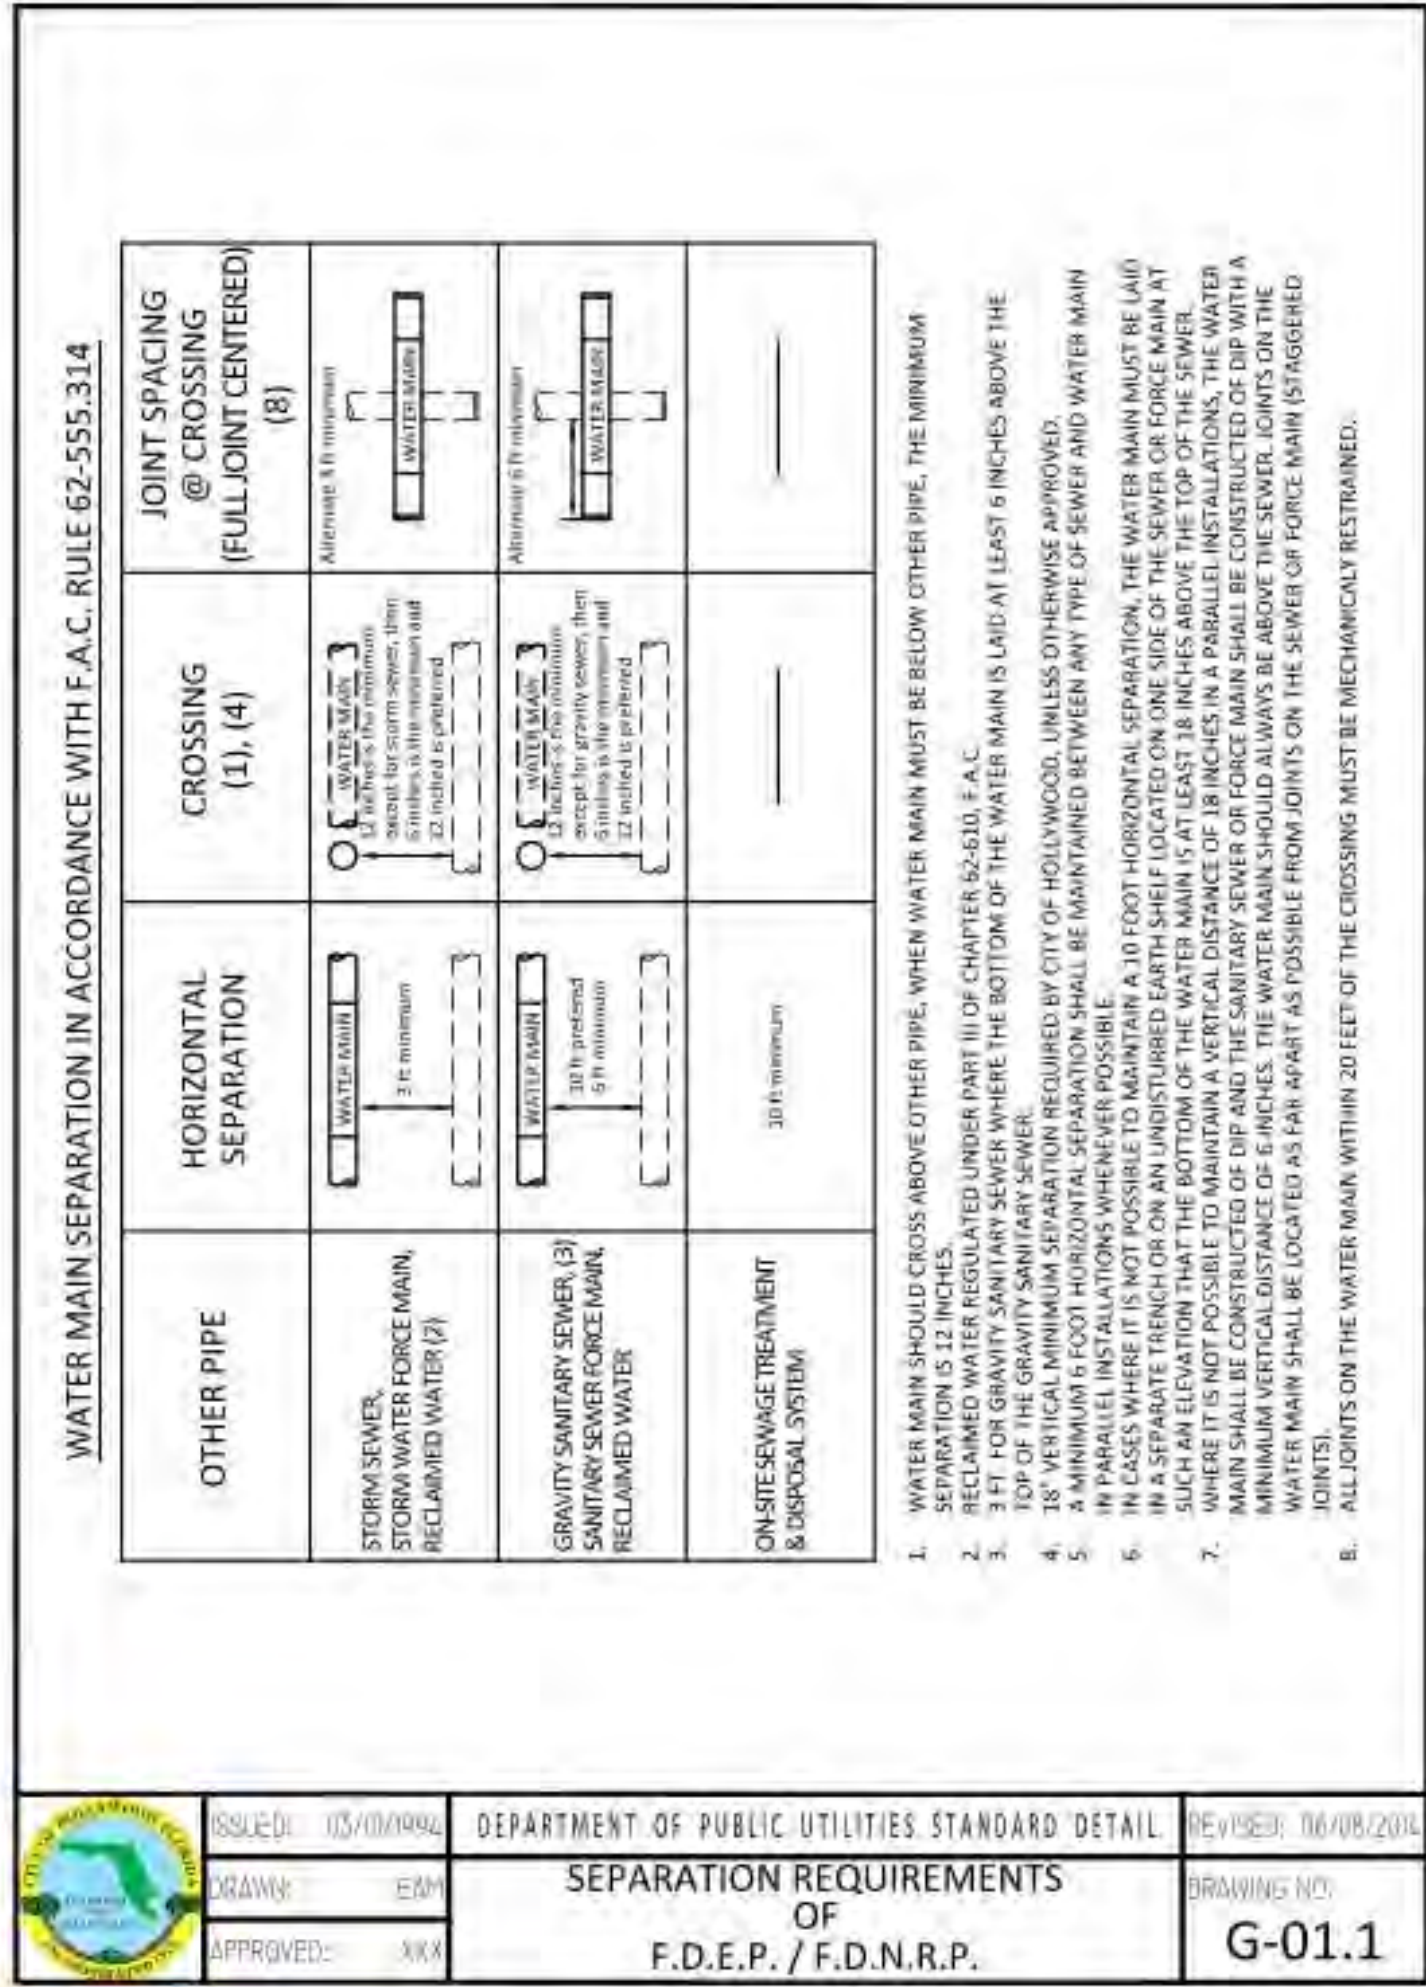 WATER MAIN SEPARATION IN ACCORDANCE WITH F.A.C. RULE 62-555.314
OTHER PIPE
HORIZONTAL
SEPARATION
CROSSING
(1), (4)
JOINT SPACING
@ CROSSING
(FULL JOINT CENTERED)
(8)
STORM SEWER,
STORM WATER FORCE MAIN,
RECLAIMED WATER (2)
WATER MAIN
3 ft minimum
WATER MAIN
12 inches is the minimum
except for storm sewer, then
6 inches is the minimum and
12 inched is preferred
Alternate 3 ft minimum
WATER MAIN
GRAVITY SANITARY SEWER, (3)
SANITARY SEWER FORCE MAIN,
RECLAIMED WATER
WATER MAIN
10 ft preferred
6 ft minimum
WATER MAIN
12 inches is the minimum
except for gravity sewer, then
6 inches is the minimum and
12 inched is preferred
Alternate 6 ft minimum
WATER MAIN
ON-SITE SEWAGE TREATMENT
& DISPOSAL SYSTEM
10 ft minimum
1. WATER MAIN SHOULD CROSS ABOVE OTHER PIPE, WHEN WATER MAIN MUST BE BELOW OTHER PIPE, THE MINIMUM
SEPARATION IS 12 INCHES.
2. RECLAIMED WATER REGULATED UNDER PART III OF CHAPTER 62-610, F.A.C.
3. 3 FT. FOR GRAVITY SANITARY SEWER WHERE THE BOTTOM OF THE WATER MAIN IS LAID AT LEAST 6 INCHES ABOVE THE
TOP OF THE GRAVITY SANITARY SEWER.
4. 18" VERTICAL MINIMUM SEPARATION REQUIRED BY CITY OF HOLLYWOOD, UNLESS OTHERWISE APPROVED.
5. A MINIMUM 6 FOOT HORIZONTAL SEPARATION SHALL BE MAINTAINED BETWEEN ANY TYPE OF SEWER AND WATER MAIN
IN PARALLEL INSTALLATIONS WHENEVER POSSIBLE.
6. IN CASES WHERE IT IS NOT POSSIBLE TO MAINTAIN A 10 FOOT HORIZONTAL SEPARATION, THE WATER MAIN MUST BE LAID
IN A SEPARATE TRENCH OR ON AN UNDISTURBED EARTH SHELF LOCATED ON ONE SIDE OF THE SEWER OR FORCE MAIN AT
SUCH AN ELEVATION THAT THE BOTTOM OF THE WATER MAIN IS AT LEAST 18 INCHES ABOVE THE TOP OF THE SEWER.
7. WHERE IT IS NOT POSSIBLE TO MAINTAIN A VERTICAL DISTANCE OF 18 INCHES IN A PARALLEL INSTALLATIONS, THE WATER
MAIN SHALL BE CONSTRUCTED OF DIP AND THE SANITARY SEWER OR FORCE MAIN SHALL BE CONSTRUCTED OF DIP WITH A
MINIMUM VERTICAL DISTANCE OF 6 INCHES. THE WATER MAIN SHOULD ALWAYS BE ABOVE THE SEWER. JOINTS ON THE
WATER MAIN SHALL BE LOCATED AS FAR APART AS POSSIBLE FROM JOINTS ON THE SEWER OR FORCE MAIN (STAGGERED
JOINTS).
8. ALL JOINTS ON THE WATER MAIN WITHIN 20 FEET OF THE CROSSING MUST BE MECHANICALY RESTRAINED.
ISSUED: 03/01/1994
DRAWN: EAM
APPROVED: XXX
DEPARTMENT OF PUBLIC UTILITIES STANDARD DETAIL
SEPARATION REQUIREMENTS
OF
F.D.E.P. / F.D.N.R.P.
REVISED: 06/08/2014
DRAWING NO.
G-01.1